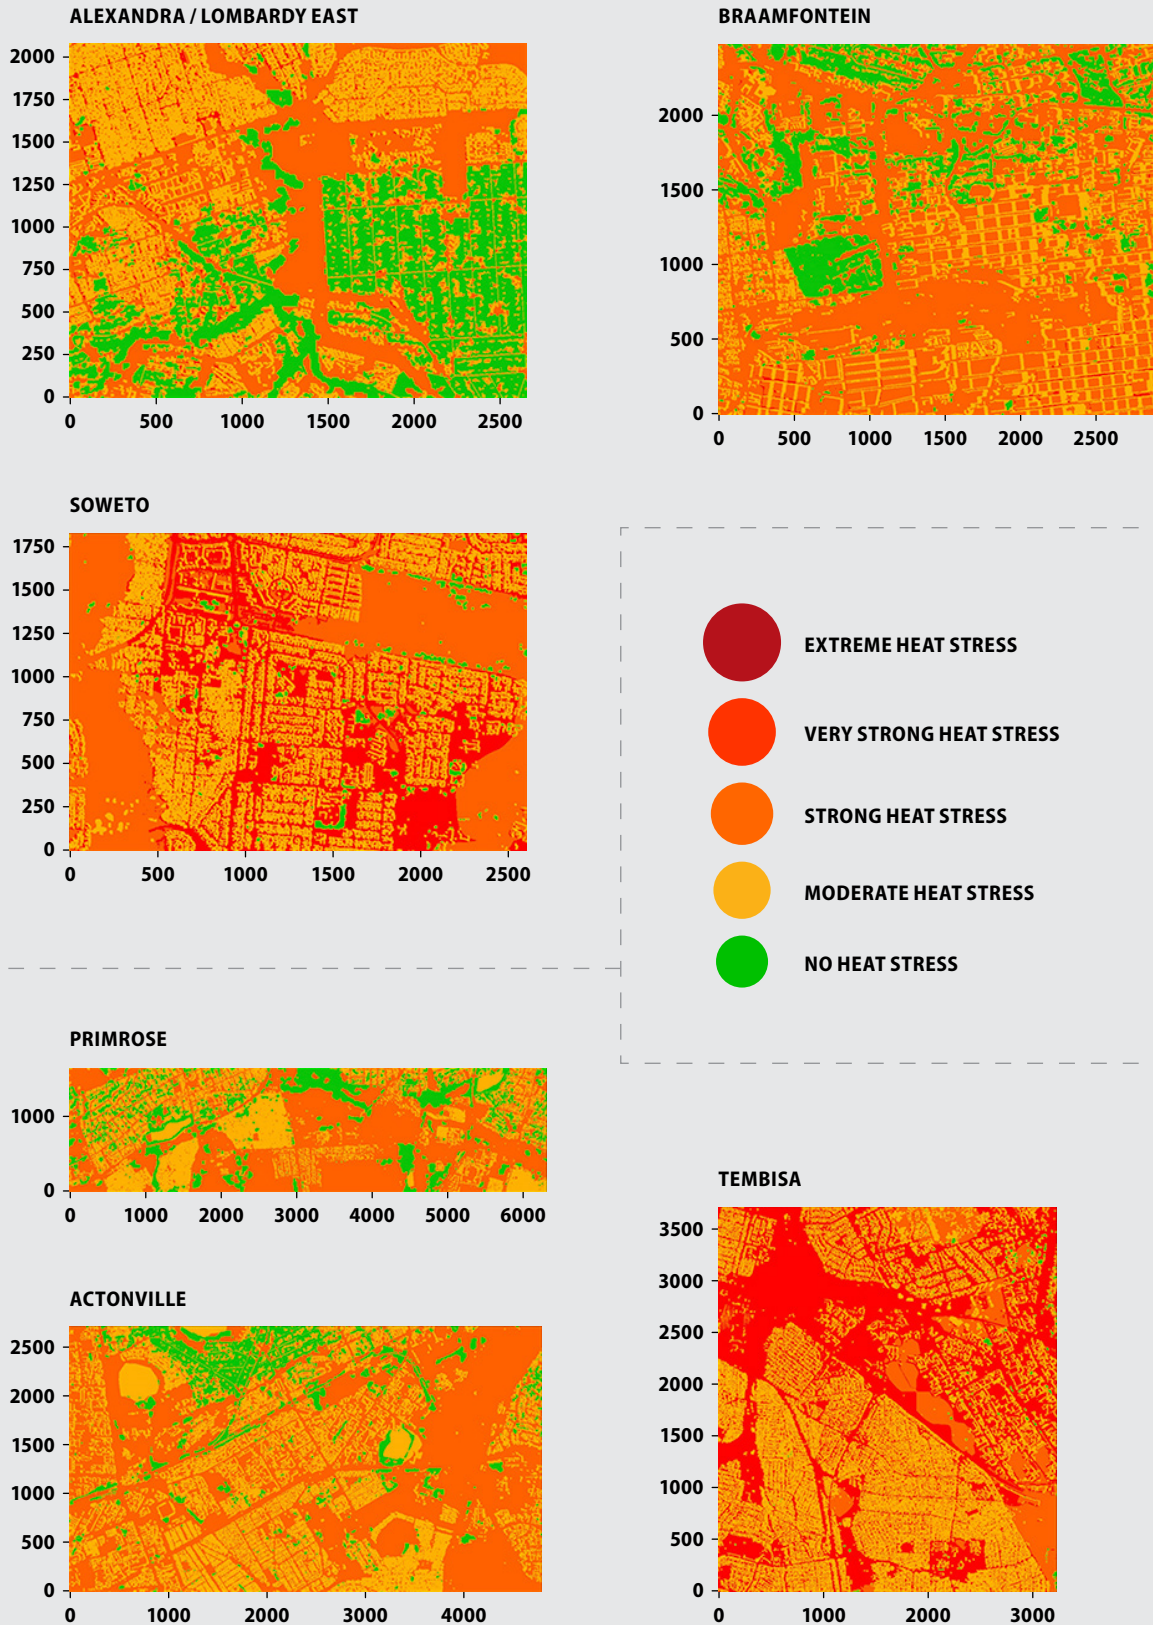 ALEXANDRA / LOMBARDY EAST
2000
1750
1500
1250
1000
750
500
250
0
0 500 1000 1500 2000 2500
BRAAMFONTEIN
2000
1500
1000
500
0
0 500 1000 1500 2000 2500
SOWETO
1750
1500
1250
1000
750
500
250
0
0 500 1000 1500 2000 2500
EXTREME HEAT STRESS
VERY STRONG HEAT STRESS
STRONG HEAT STRESS
MODERATE HEAT STRESS
NO HEAT STRESS
PRIMROSE
1000
0
0 1000 2000 3000 4000 5000 6000
ACTONVILLE
2500
2000
1500
1000
500
0
0 1000 2000 3000 4000
TEMBISA
3500
3000
2500
2000
1500
1000
500
0
0 1000 2000 3000